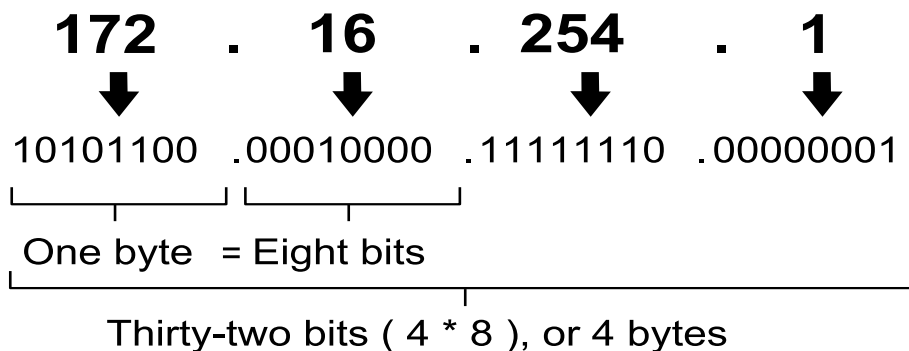 172 . 16 . 254 . 1
10101100 .00010000 .11111110 .00000001
One byte = Eight bits
Thirty-two bits ( 4 * 8 ), or 4 bytes